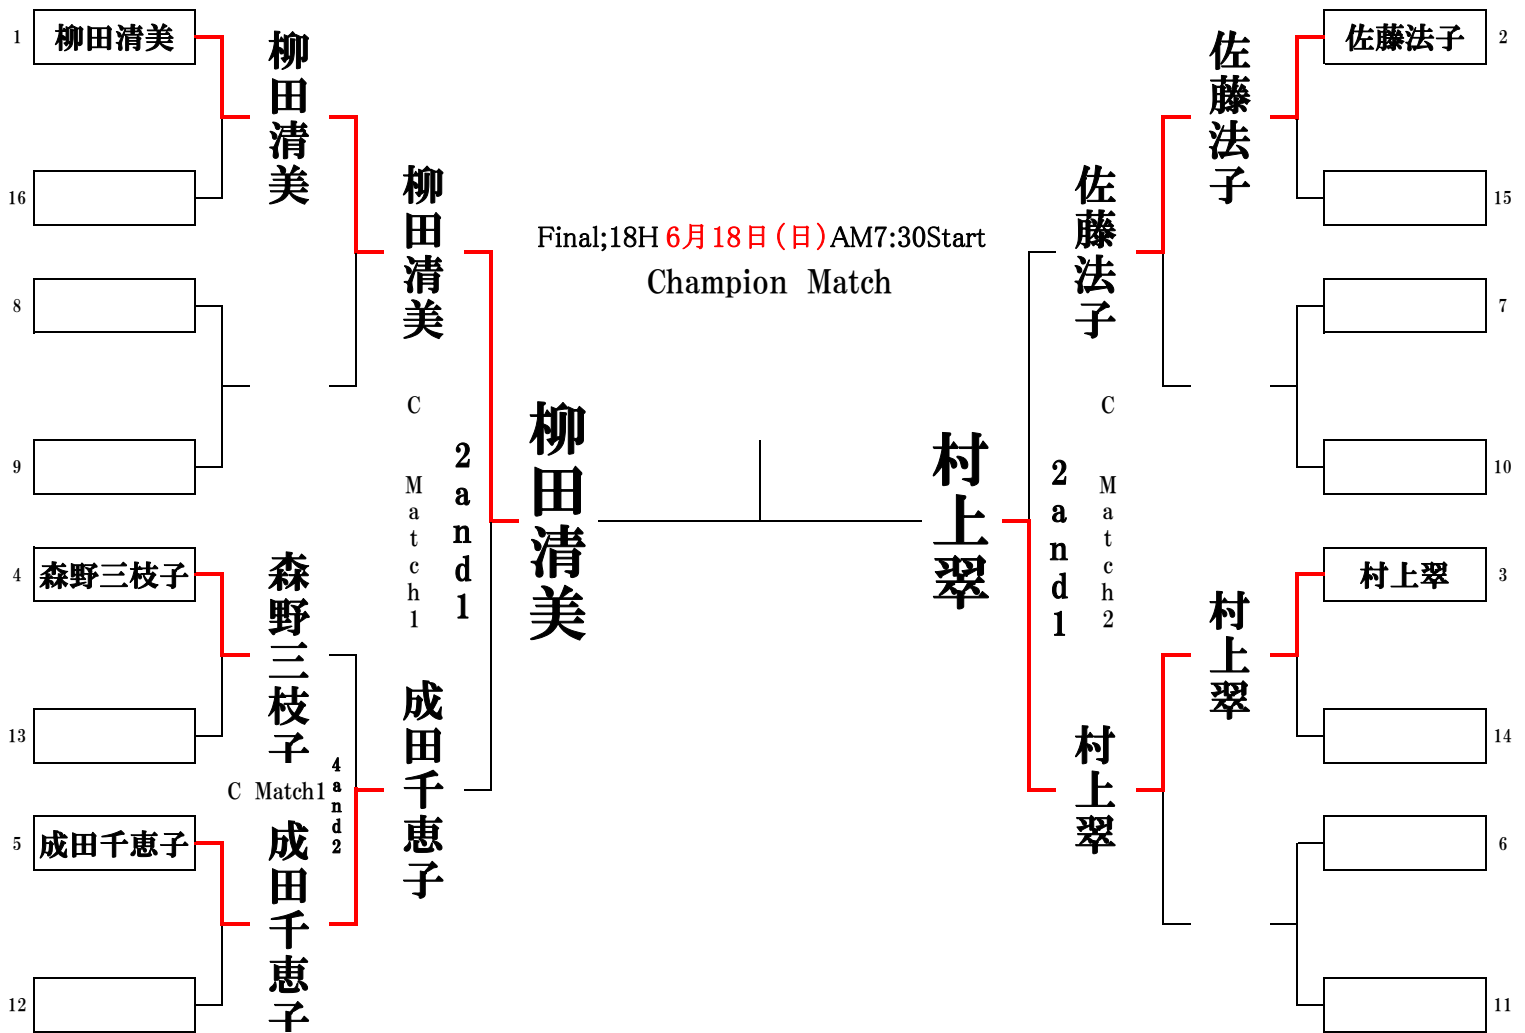 1
柳田清美
16
8
9
4
森野三枝子
13
5
成田千恵子
12
柳田清美
森野三枝子
C Match1
4and2
成田千恵子
柳田清美
C Match1
2and1
成田千恵子
柳田清美
Final;18H 6月18日(日)AM7:30Start
Champion Match
村上翠
2and1
佐藤法子
C Match2
村上翠
佐藤法子
村上翠
佐藤法子
2
15
7
10
村上翠
3
14
6
11